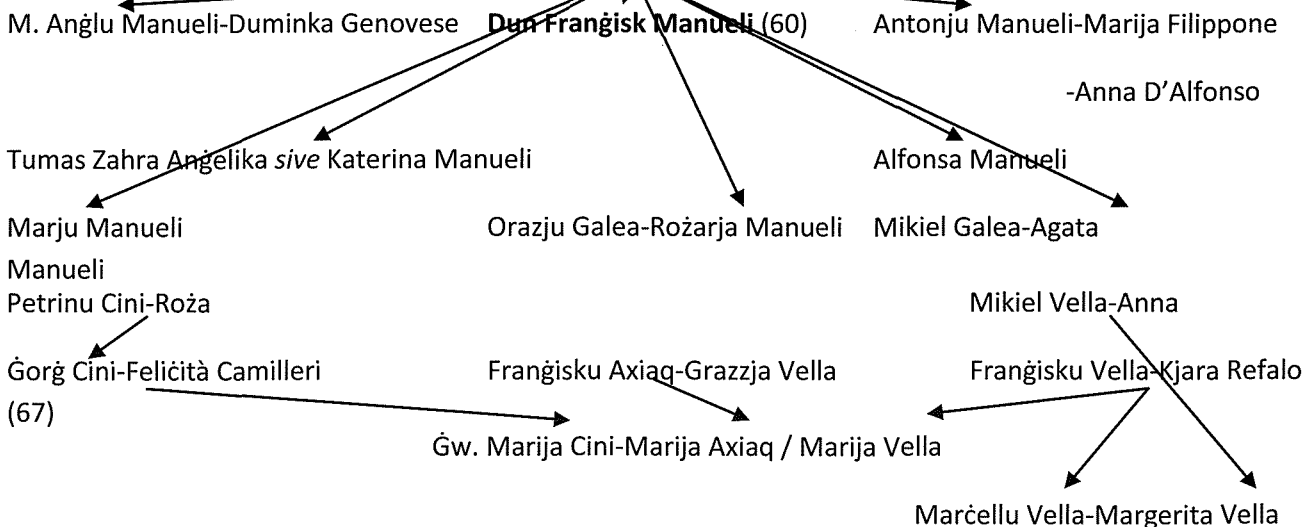 M. Anġlu Manueli-Duminka Genovese Dun Franġisk Manueli (60) Antonju Manueli-Marija Filippone
-Anna D’Alfonso
Tumas Zahra Anġelika sive Katerina Manueli Alfonsa Manueli
Marju Manueli Orazju Galea-Rożarja Manueli Mikiel Galea-Agata
Manueli
Petrinu Cini-Roża Mikiel Vella-Anna
Ġorġ Cini-Feliċità Camilleri Franġisku Axiaq-Grazzja Vella Franġisku Vella-Kjara Refalo
(67)
Ġw. Marija Cini-Marija Axiaq / Marija Vella
Marċellu Vella-Margerita Vella